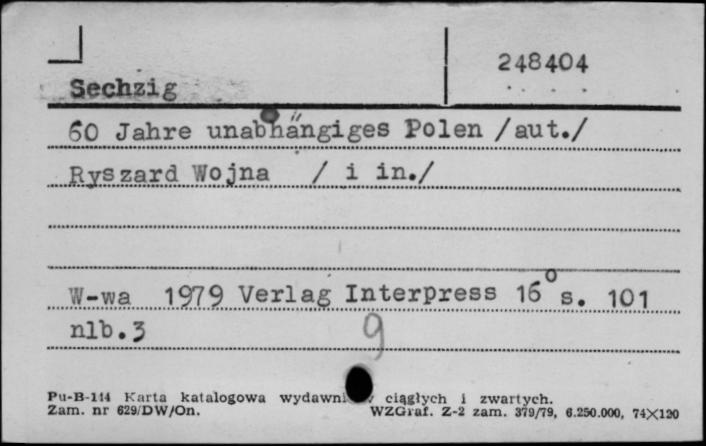 248404
Sechzig
60 Jahre unabhängiges Polen /aut./
Ryszard Wojna / i in./
W-wa 1979 Verlag Interpress 16° s. 101
nlb.3
9
Pu-B-114 Karta katalogowa wydawni ciągłych i zwartych.
Zam. nr 629/DW/On. WZGraf. Z-2 zam. 379/79, 6.250.000, 74×120